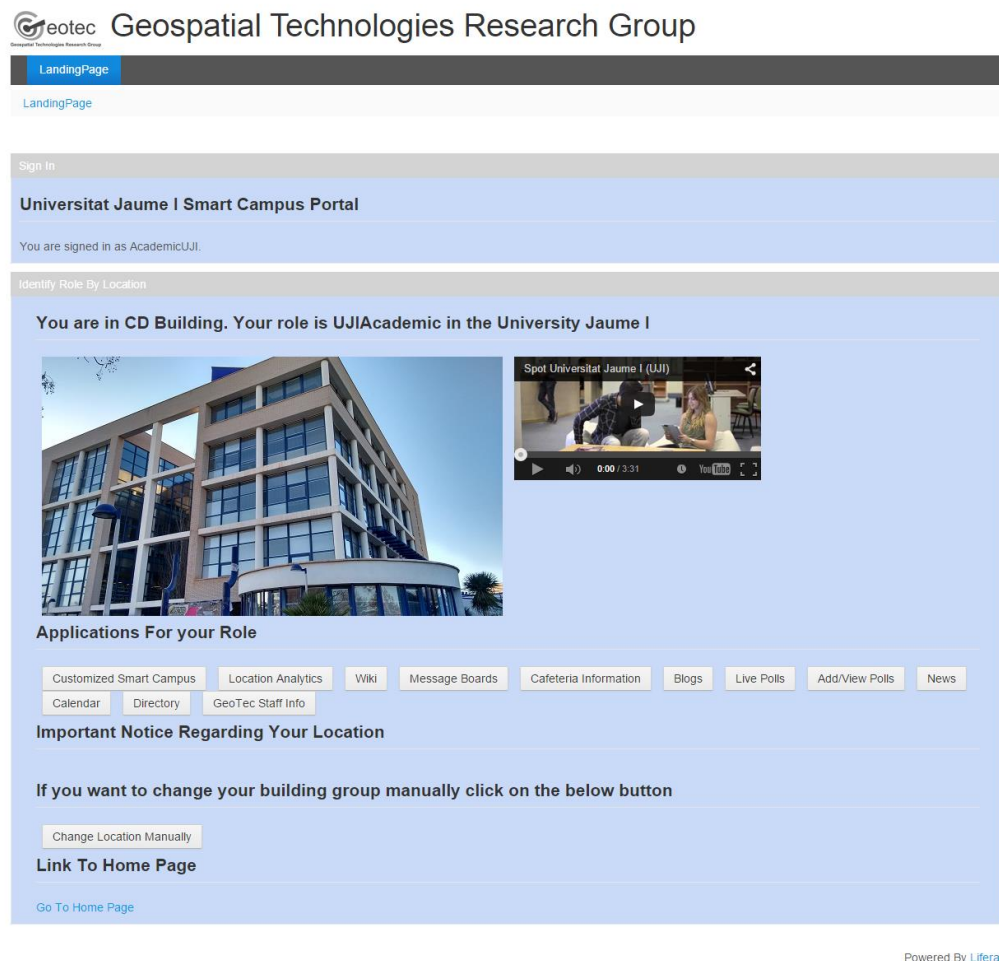 Geotec Geospatial Technologies Research Group
Geospatial Technologies Research Group
LandingPage
LandingPage
Sign In
Universitat Jaume I Smart Campus Portal
You are signed in as AcademicUJI.
Identify Role By Location
You are in CD Building. Your role is UJIAcademic in the University Jaume I
Spot Universitat Jaume I (UJI)
0:00 / 3:31 YouTube
Applications For your Role
Customized Smart Campus Location Analytics Wiki Message Boards Cafeteria Information Blogs Live Polls Add/View Polls News
Calendar Directory GeoTec Staff Info
Important Notice Regarding Your Location
If you want to change your building group manually click on the below button
Change Location Manually
Link To Home Page
Go To Home Page
Powered By Lifera